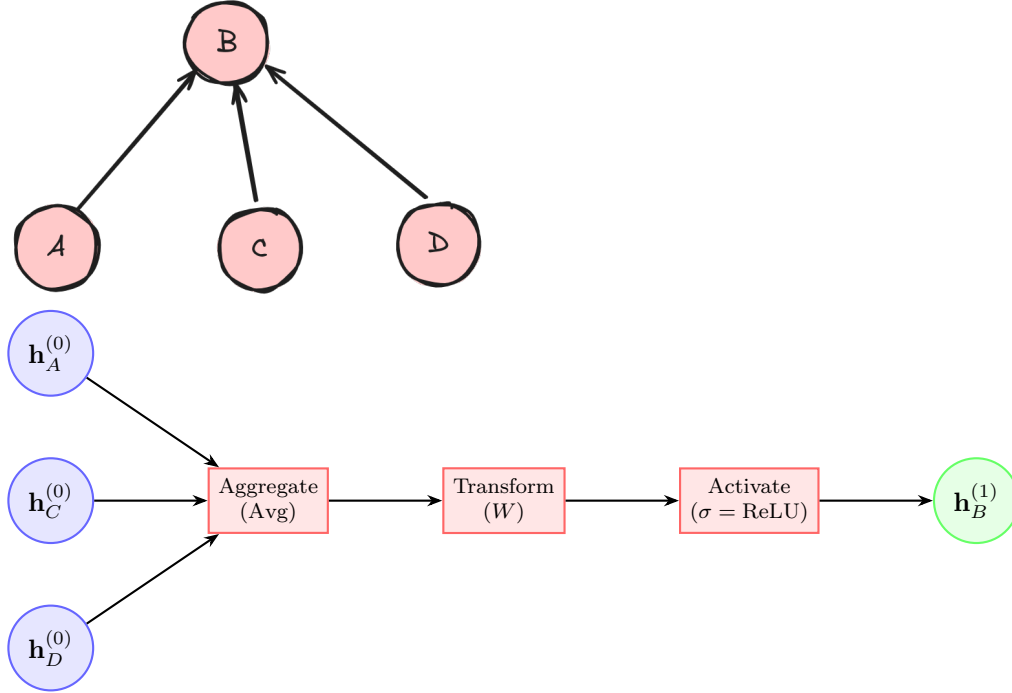 B
A
C
D
h_A^{(0)}
h_C^{(0)}
h_D^{(0)}
Aggregate
(Avg)
Transform
(W)
Activate
(σ = ReLU)
h_B^{(1)}